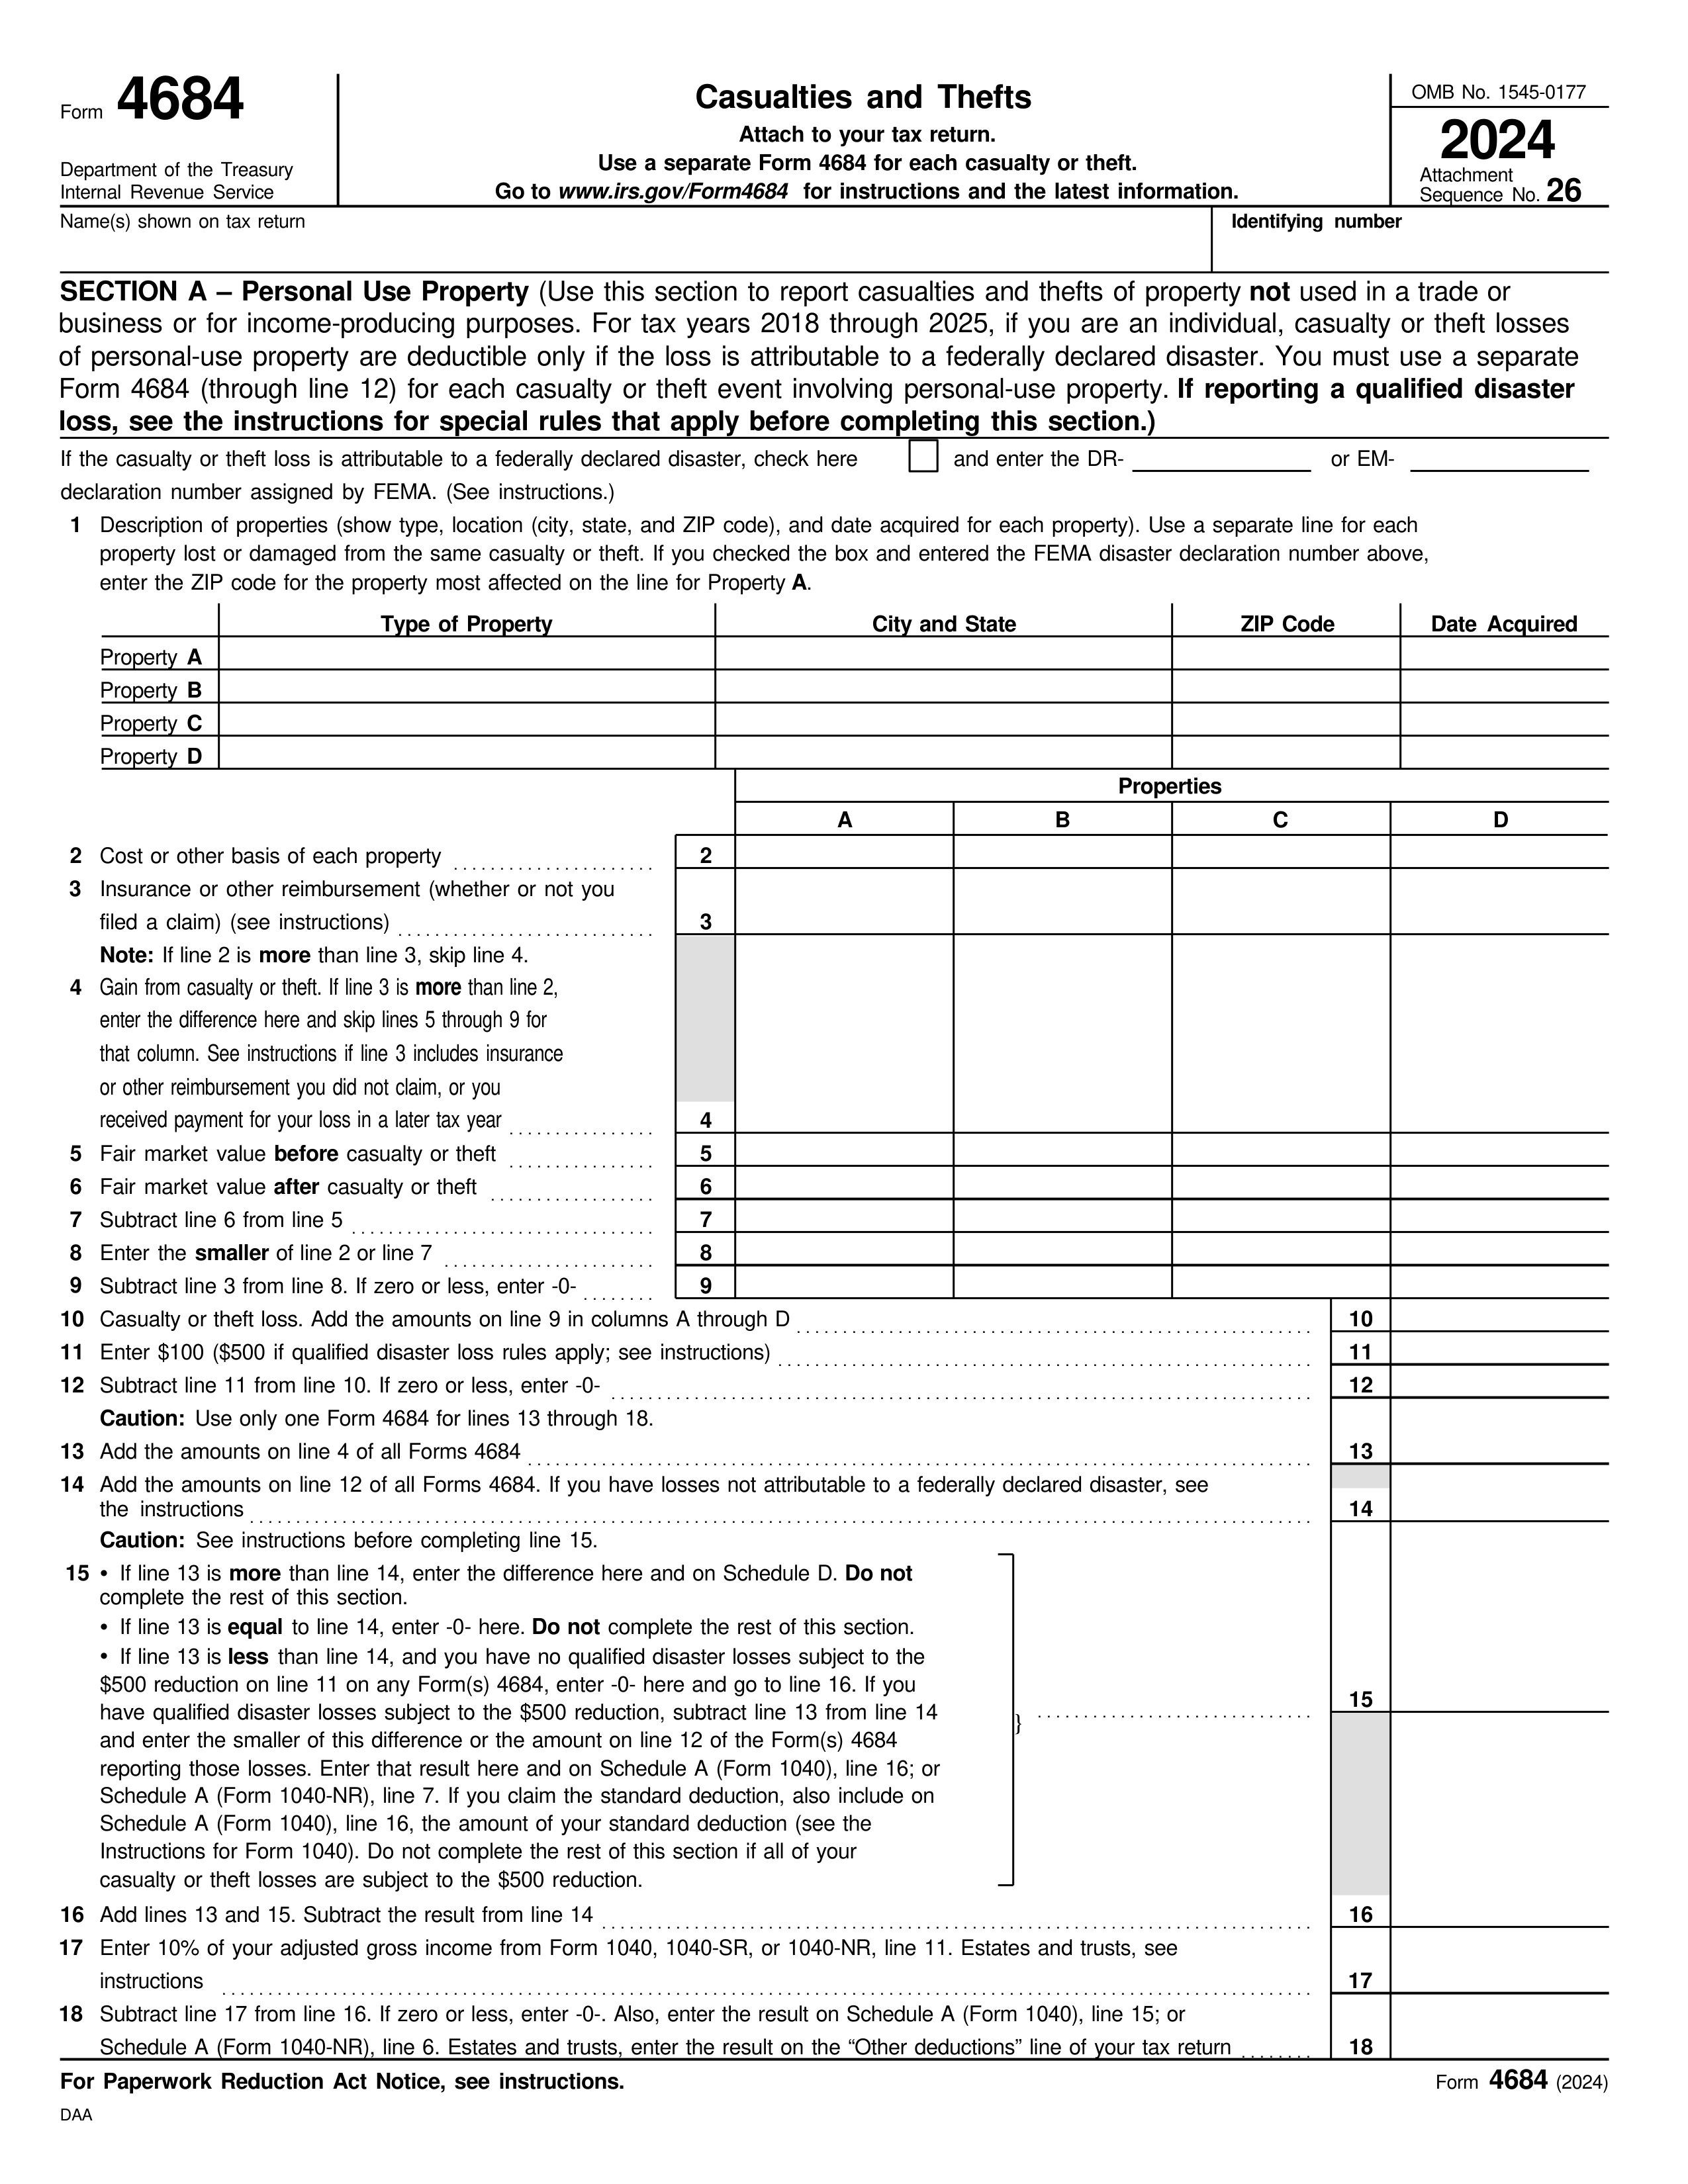 Form 4684
Department of the Treasury
Internal Revenue Service
Casualties and Thefts
Attach to your tax return.
Use a separate Form 4684 for each casualty or theft.
Go to www.irs.gov/Form4684 for instructions and the latest information.
OMB No. 1545-0177
2024
Attachment
Sequence No. 26
Name(s) shown on tax return
Identifying number
SECTION A – Personal Use Property (Use this section to report casualties and thefts of property not used in a trade or
business or for income-producing purposes. For tax years 2018 through 2025, if you are an individual, casualty or theft losses
of personal-use property are deductible only if the loss is attributable to a federally declared disaster. You must use a separate
Form 4684 (through line 12) for each casualty or theft event involving personal-use property. If reporting a qualified disaster
loss, see the instructions for special rules that apply before completing this section.)
If the casualty or theft loss is attributable to a federally declared disaster, check here and enter the DR- or EM-
declaration number assigned by FEMA. (See instructions.)
1 Description of properties (show type, location (city, state, and ZIP code), and date acquired for each property). Use a separate line for each
property lost or damaged from the same casualty or theft. If you checked the box and entered the FEMA disaster declaration number above,
enter the ZIP code for the property most affected on the line for Property A.
Type of Property City and State ZIP Code Date Acquired
Property A
Property B
Property C
Property D
Properties
A B C D
2 Cost or other basis of each property 2
3 Insurance or other reimbursement (whether or not you
filed a claim) (see instructions) 3
Note: If line 2 is more than line 3, skip line 4.
4 Gain from casualty or theft. If line 3 is more than line 2,
enter the difference here and skip lines 5 through 9 for
that column. See instructions if line 3 includes insurance
or other reimbursement you did not claim, or you
received payment for your loss in a later tax year 4
5 Fair market value before casualty or theft 5
6 Fair market value after casualty or theft 6
7 Subtract line 6 from line 5 7
8 Enter the smaller of line 2 or line 7 8
9 Subtract line 3 from line 8. If zero or less, enter -0- 9
10 Casualty or theft loss. Add the amounts on line 9 in columns A through D 10
11 Enter $100 ($500 if qualified disaster loss rules apply; see instructions) 11
12 Subtract line 11 from line 10. If zero or less, enter -0- 12
Caution: Use only one Form 4684 for lines 13 through 18.
13 Add the amounts on line 4 of all Forms 4684 13
14 Add the amounts on line 12 of all Forms 4684. If you have losses not attributable to a federally declared disaster, see
the instructions 14
Caution: See instructions before completing line 15.
15 • If line 13 is more than line 14, enter the difference here and on Schedule D. Do not
complete the rest of this section.
• If line 13 is equal to line 14, enter -0- here. Do not complete the rest of this section.
• If line 13 is less than line 14, and you have no qualified disaster losses subject to the
$500 reduction on line 11 on any Form(s) 4684, enter -0- here and go to line 16. If you
have qualified disaster losses subject to the $500 reduction, subtract line 13 from line 14
and enter the smaller of this difference or the amount on line 12 of the Form(s) 4684
reporting those losses. Enter that result here and on Schedule A (Form 1040), line 16; or
Schedule A (Form 1040-NR), line 7. If you claim the standard deduction, also include on
Schedule A (Form 1040), line 16, the amount of your standard deduction (see the
Instructions for Form 1040). Do not complete the rest of this section if all of your
casualty or theft losses are subject to the $500 reduction.
} 15
16 Add lines 13 and 15. Subtract the result from line 14 16
17 Enter 10% of your adjusted gross income from Form 1040, 1040-SR, or 1040-NR, line 11. Estates and trusts, see
instructions 17
18 Subtract line 17 from line 16. If zero or less, enter -0-. Also, enter the result on Schedule A (Form 1040), line 15; or
Schedule A (Form 1040-NR), line 6. Estates and trusts, enter the result on the “Other deductions” line of your tax return 18
For Paperwork Reduction Act Notice, see instructions.
Form 4684 (2024)
DAA